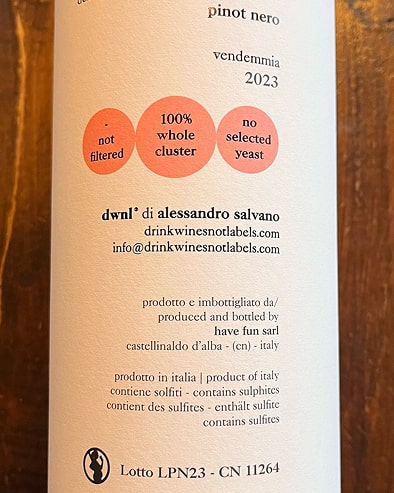 pinot nero
vendemmia
2023
-
not
filtered
100%
whole
cluster
no
selected
yeast
dwnl° di alessandro salvano
drinkwinesnotlabels.com
info@drinkwinesnotlabels.com
prodotto e imbottigliato da/
produced and bottled by
have fun sarl
castellinaldo d'alba - (cn) - italy
prodotto in italia | product of italy
contiene solfiti - contains sulphites
contient des sulfites - enthält sulfite
contains sulfites
Lotto LPN23 - CN 11264